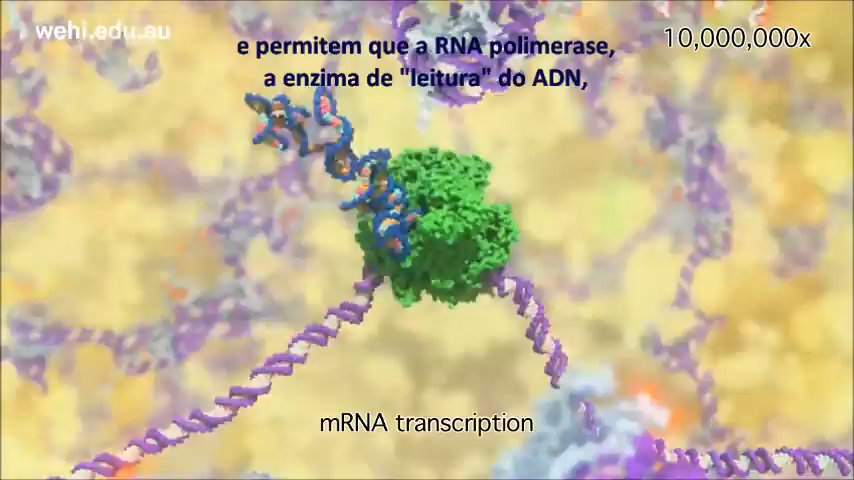 wehi.edu.au
e permitem que a RNA polimerase,
a enzima de "leitura" do ADN,
10,000,000x
mRNA transcription